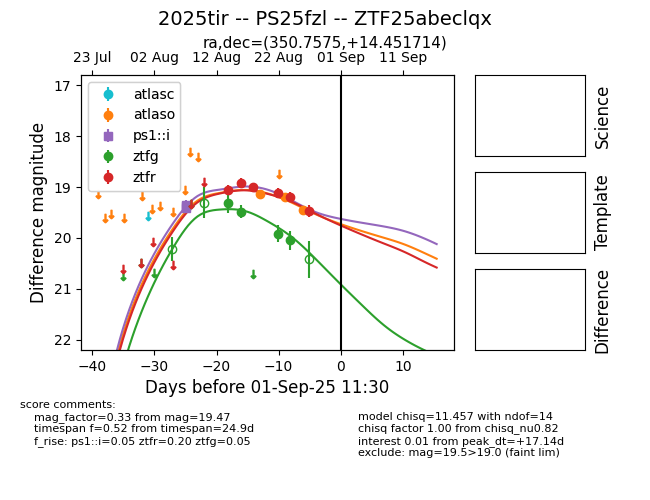 2025tir -- PS25fzl -- ZTF25abeclqx
ra,dec=(350.7575,+14.451714)
23 Jul 02 Aug 12 Aug 22 Aug 01 Sep 11 Sep
17
18
19
20
21
22
Difference magnitude
atlasc
atlaso
ps1::i
ztfg
ztfr
−40 −30 −20 −10 0 10
Days before 01-Sep-25 11:30
Science
Template
Difference
score comments:
mag_factor=0.33 from mag=19.47
timespan f=0.52 from timespan=24.9d
f_rise: ps1::i=0.05 ztfr=0.20 ztfg=0.05
model chisq=11.457 with ndof=14
chisq factor 1.00 from chisq_nu0.82
interest 0.01 from peak_dt=+17.14d
exclude: mag=19.5>19.0 (faint lim)